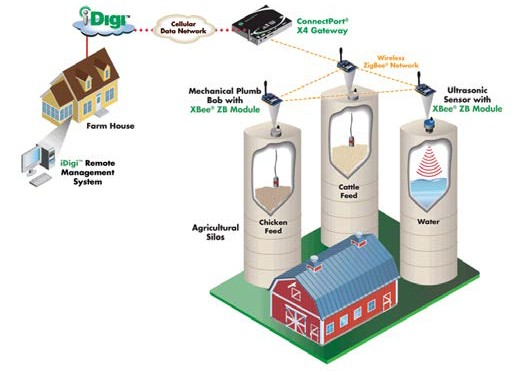 iDigi™
Cellular
Data Network
ConnectPort®
X4 Gateway
Wireless
ZigBee® Network
Mechanical Plumb
Bob with
XBee® ZB Module
Ultrasonic
Sensor with
XBee® ZB Module
Farm House
iDigi™ Remote
Management
System
Cattle
Feed
Chicken
Feed
Water
Agricultural
Silos